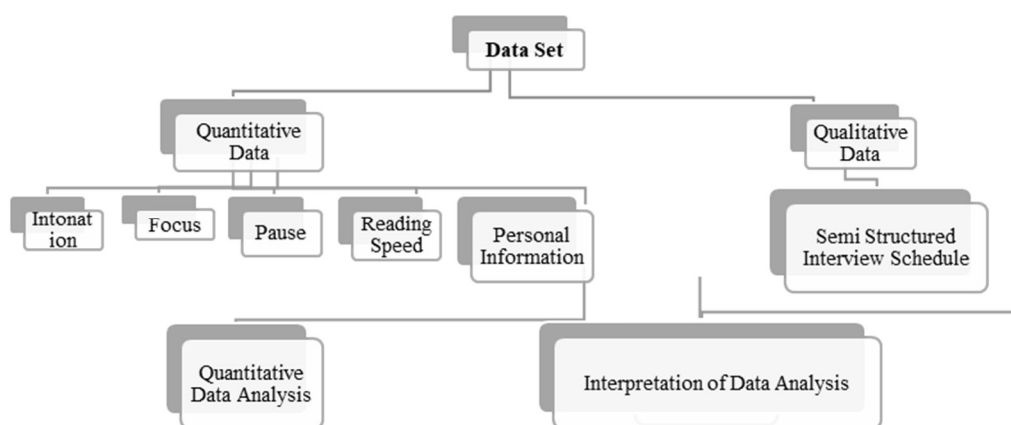 Data Set
Quantitative
Data
Qualitative
Data
Intonat
ion
Focus
Pause
Reading
Speed
Personal
Information
Semi Structured
Interview Schedule
Quantitative
Data Analysis
Interpretation of Data Analysis